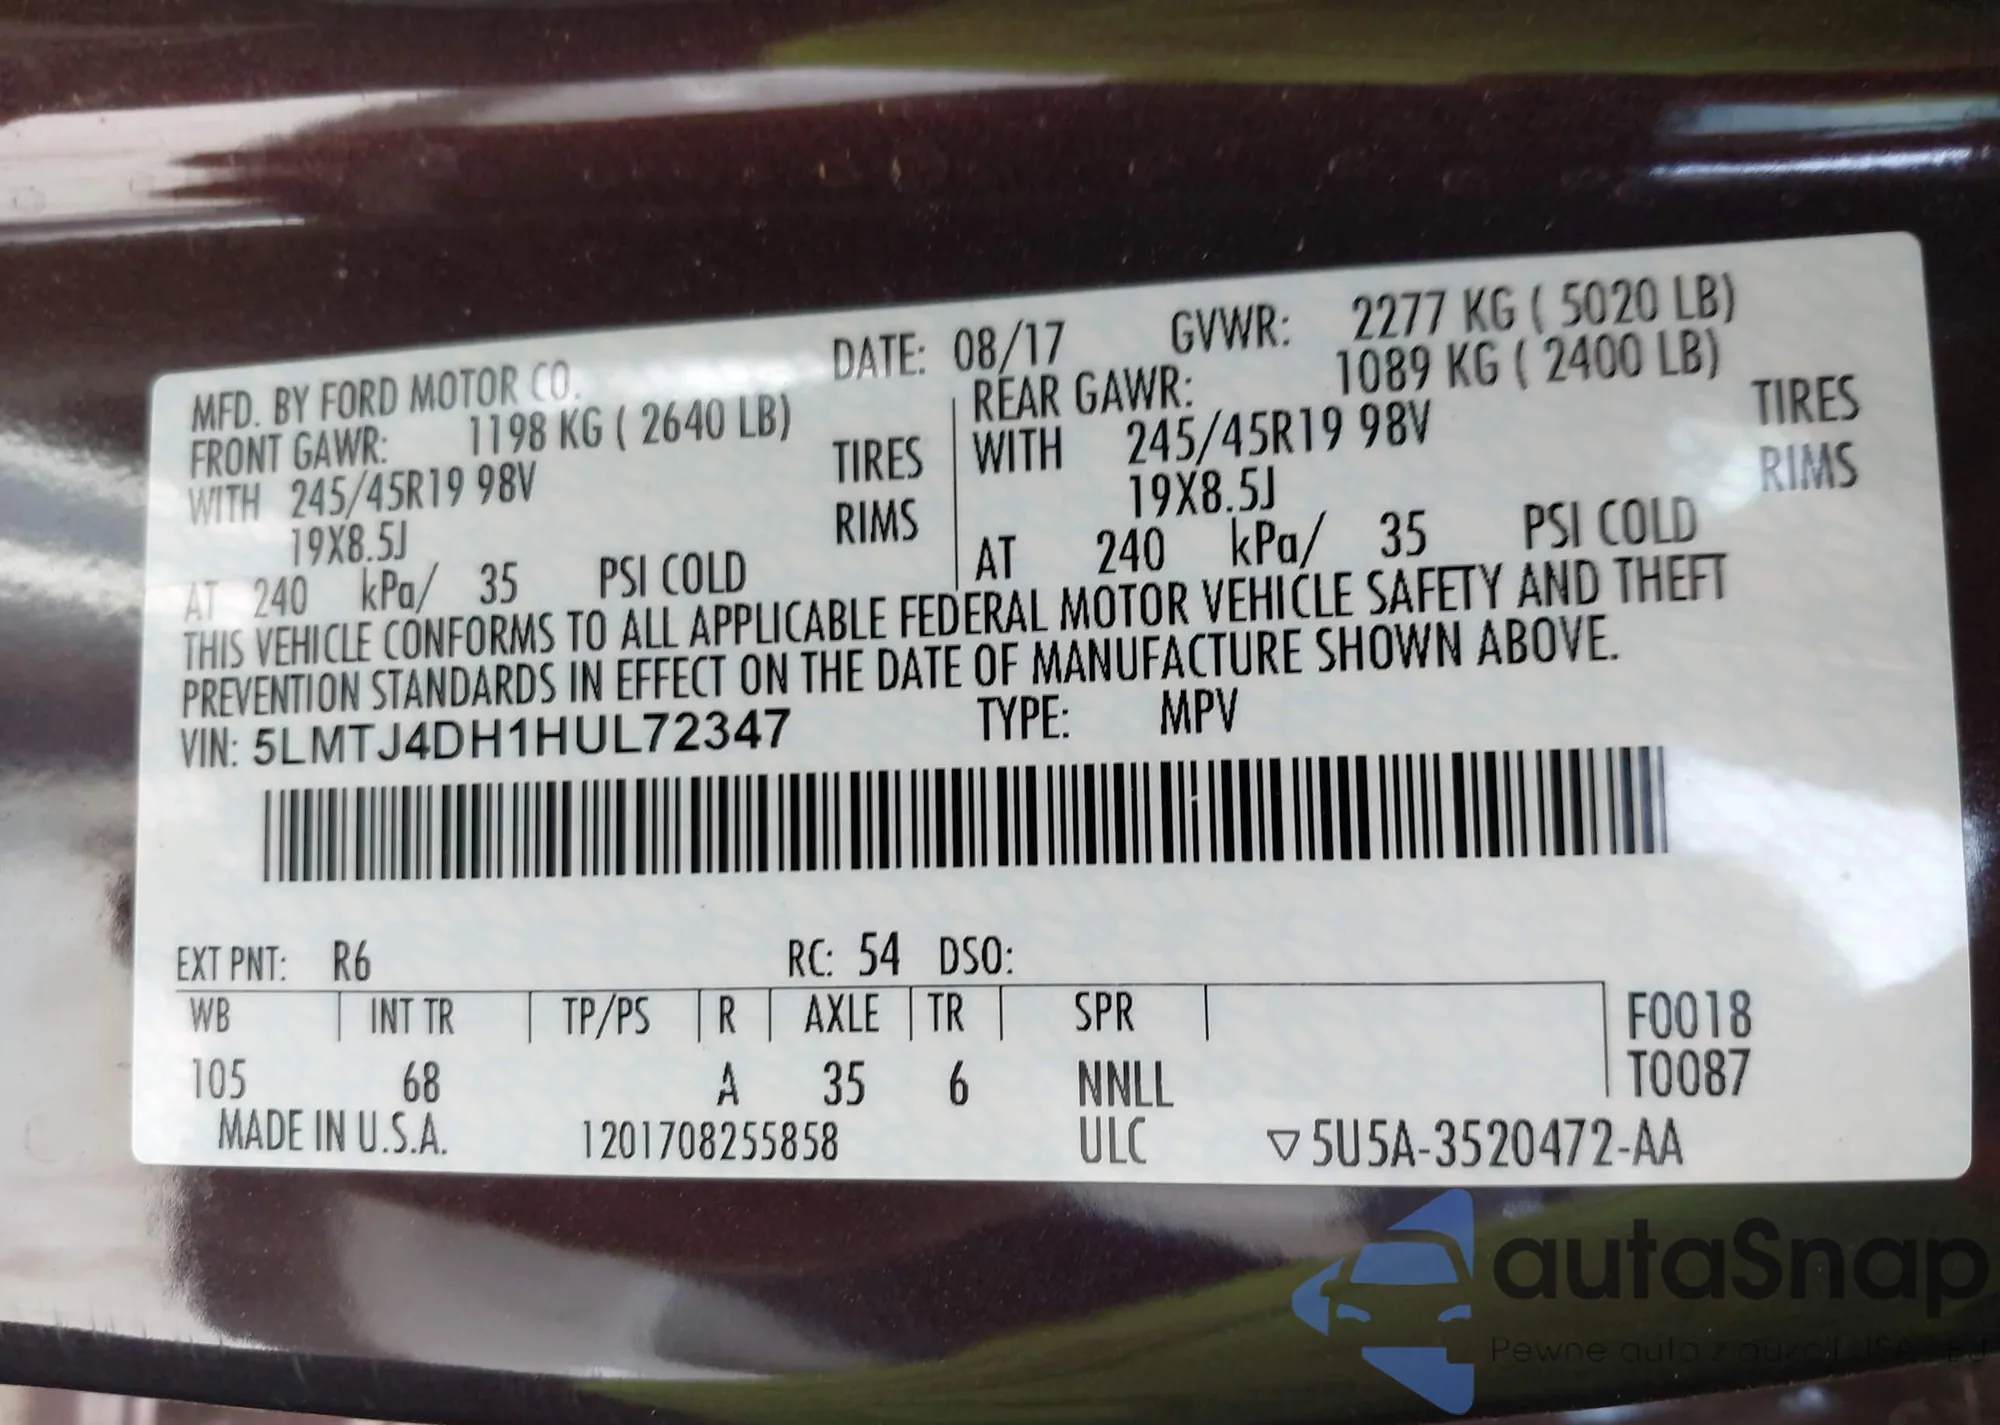 MFD. BY FORD MOTOR CO. DATE: 08/17 GVWR: 2277 KG ( 5020 LB)
FRONT GAWR: 1198 KG ( 2640 LB) REAR GAWR: 1089 KG ( 2400 LB)
WITH 245/45R19 98V TIRES WITH 245/45R19 98V TIRES
19X8.5J RIMS 19X8.5J RIMS
AT 240 kPa/ 35 PSI COLD AT 240 kPa/ 35 PSI COLD
THIS VEHICLE CONFORMS TO ALL APPLICABLE FEDERAL MOTOR VEHICLE SAFETY AND THEFT
PREVENTION STANDARDS IN EFFECT ON THE DATE OF MANUFACTURE SHOWN ABOVE.
VIN: 5LMTJ4DH1HUL72347 TYPE: MPV
EXT PNT: R6 RC: 54 DSO:
WB INT TR TP/PS R AXLE TR SPR F0018
105 68 A 35 6 NNLL T0087
MADE IN U.S.A. 1201708255858 ULC ▽5U5A-3520472-AA
autaSnap
Pewne auto z aukcji USA